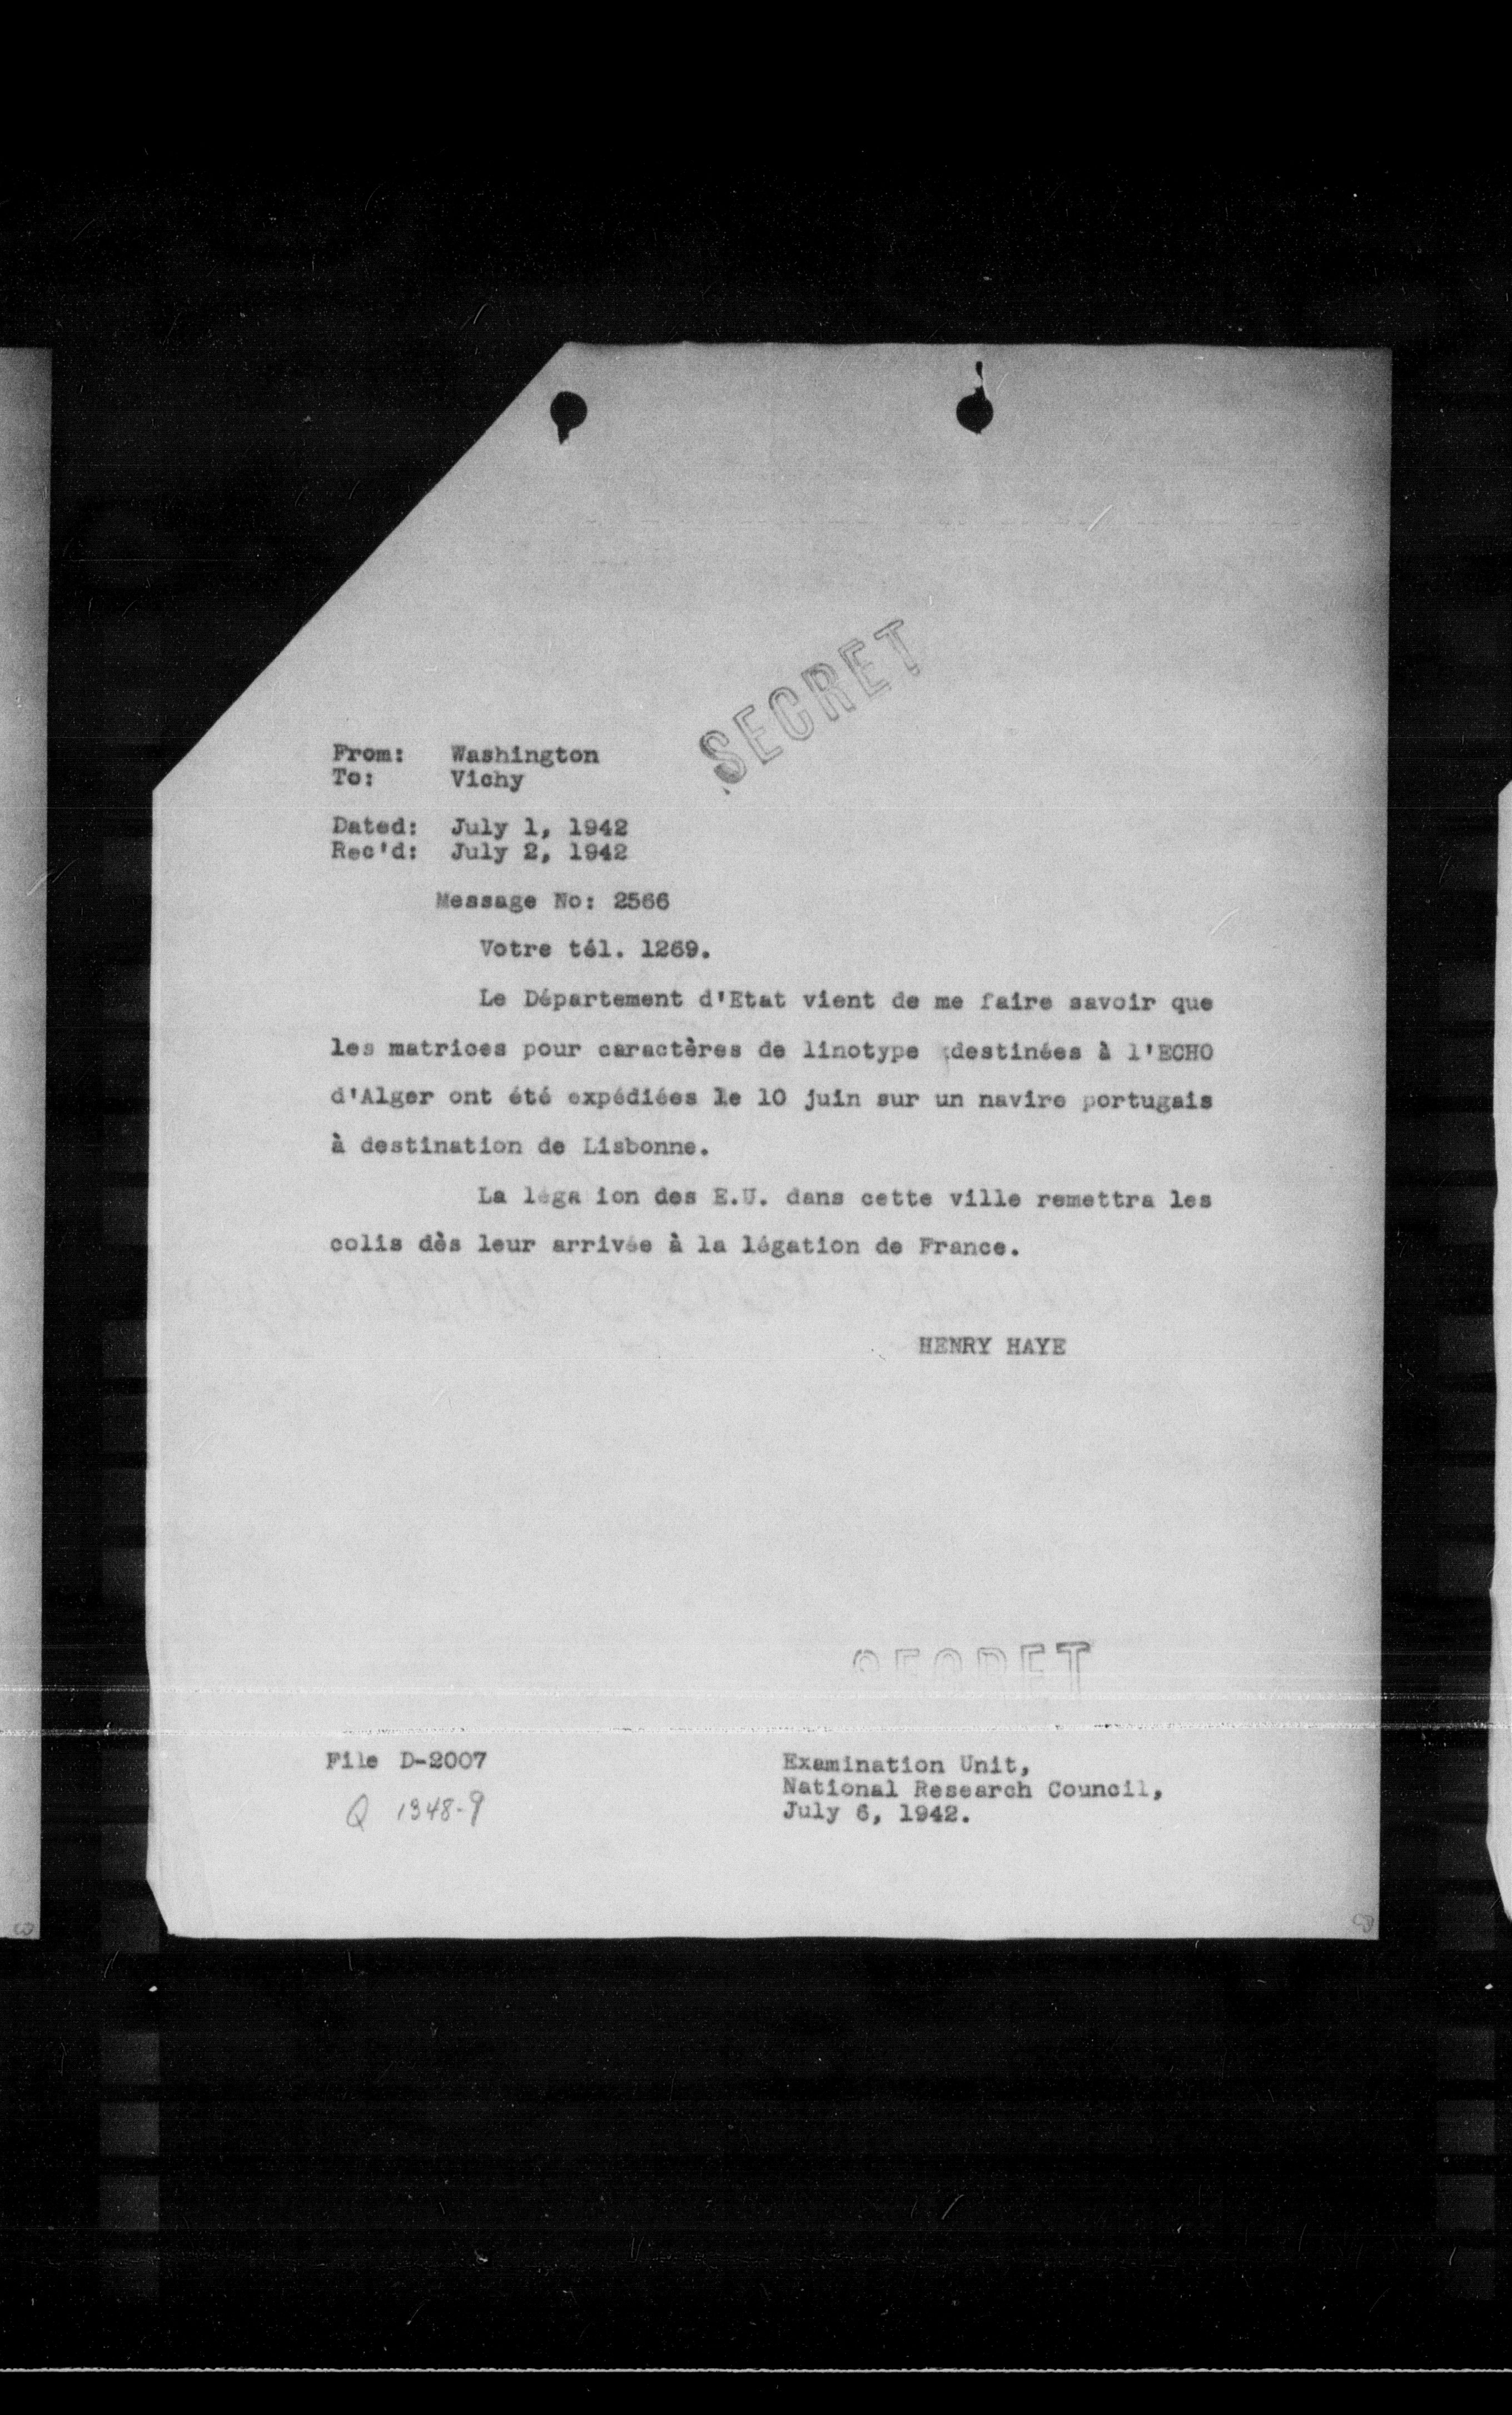 SECRET
From: Washington
To: Vichy
Dated: July 1, 1942
Rec'd: July 2, 1942
Message No: 2566
Votre tél. 1269.
Le Département d'Etat vient de me faire savoir que
les matrices pour caractères de linotype destinées à l'ECHO
d'Alger ont été expédiées le 10 juin sur un navire portugais
à destination de Lisbonne.
La léga ion des E.U. dans cette ville remettra les
colis dès leur arrivée à la légation de France.
HENRY HAYE
SECRET
File D-2007
Q 1348-9
Examination Unit,
National Research Council,
July 6, 1942.